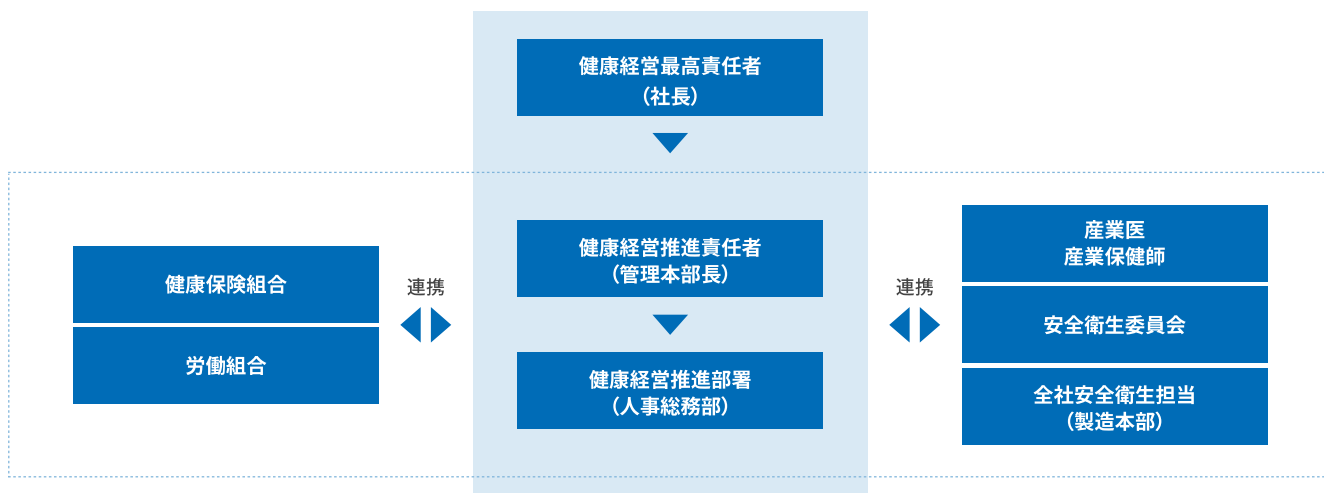 健康経営最高責任者
（社長）
健康保険組合
労働組合
連携
健康経営推進責任者
（管理本部長）
健康経営推進部署
（人事総務部）
連携
産業医
産業保健師
安全衛生委員会
全社安全衛生担当
（製造本部）